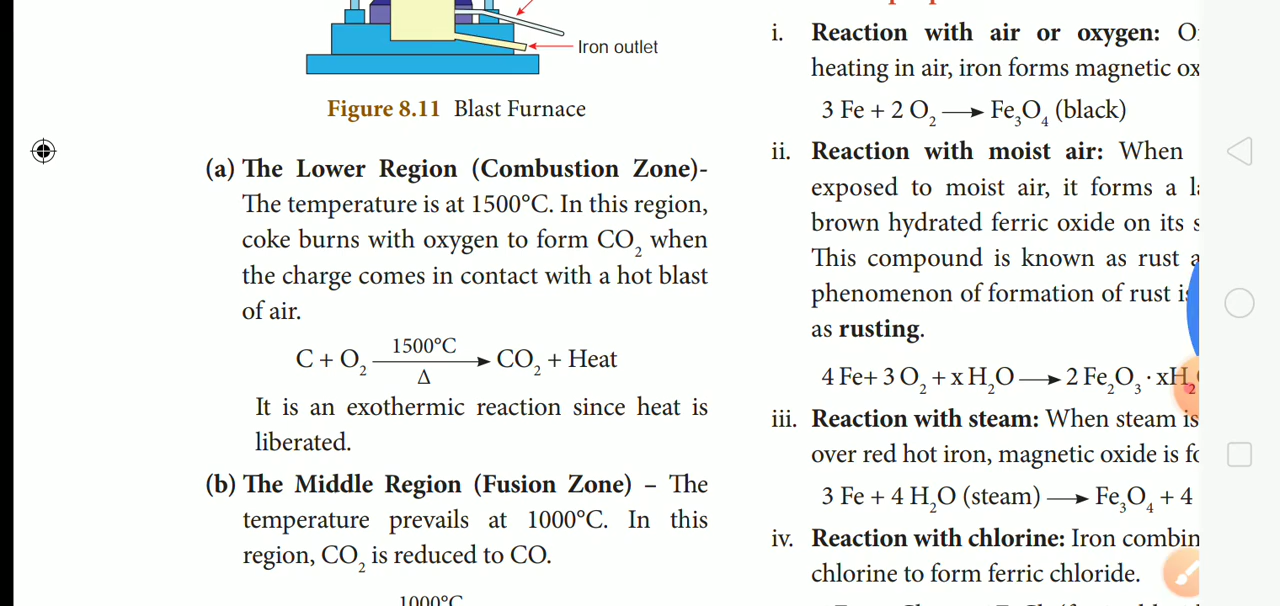 Iron outlet
Figure 8.11 Blast Furnace
(a) The Lower Region (Combustion Zone)-
The temperature is at 1500°C. In this region,
coke burns with oxygen to form CO₂ when
the charge comes in contact with a hot blast
of air.
1500°C
C + O₂ ⟶ CO₂ + Heat
Δ
It is an exothermic reaction since heat is
liberated.
(b) The Middle Region (Fusion Zone) – The
temperature prevails at 1000°C. In this
region, CO₂ is reduced to CO.
1000°C
i. Reaction with air or oxygen:
heating in air, iron forms magnetic
3 Fe + 2 O₂ ⟶ Fe₃O₄ (black)
ii. Reaction with moist air: When
exposed to moist air, it forms a
brown hydrated ferric oxide on its
This compound is known as rust
phenomenon of formation of rust
as rusting.
4 Fe+ 3 O₂ + x H₂O ⟶ 2 Fe₂O₃ · xH₂
iii. Reaction with steam: When steam is
over red hot iron, magnetic oxide is
3 Fe + 4 H₂O (steam) ⟶ Fe₃O₄ + 4
iv. Reaction with chlorine: Iron
chlorine to form ferric chloride.